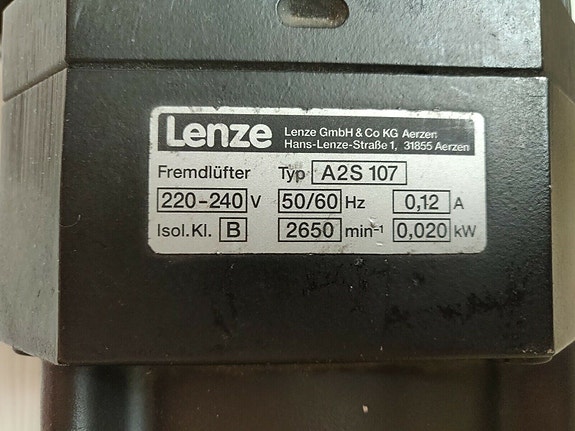 Lenze Lenze GmbH & Co KG Aerzen
Hans-Lenze-Straße 1, 31855 Aerzen
Fremdlüfter Typ A2S 107
220-240 V 50/60 Hz 0,12 A
Isol.Kl. B 2650 min⁻¹ 0,020 kW